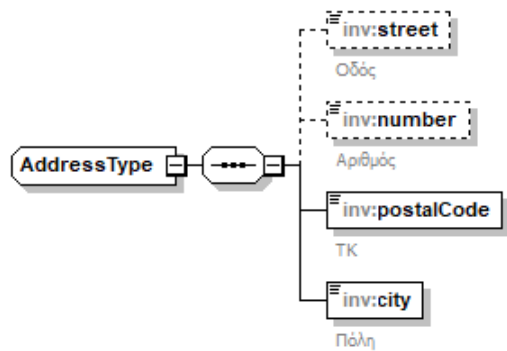 inv:street
Οδός
inv:number
Αριθμός
AddressType
inv:postalCode
ΤΚ
inv:city
Πόλη